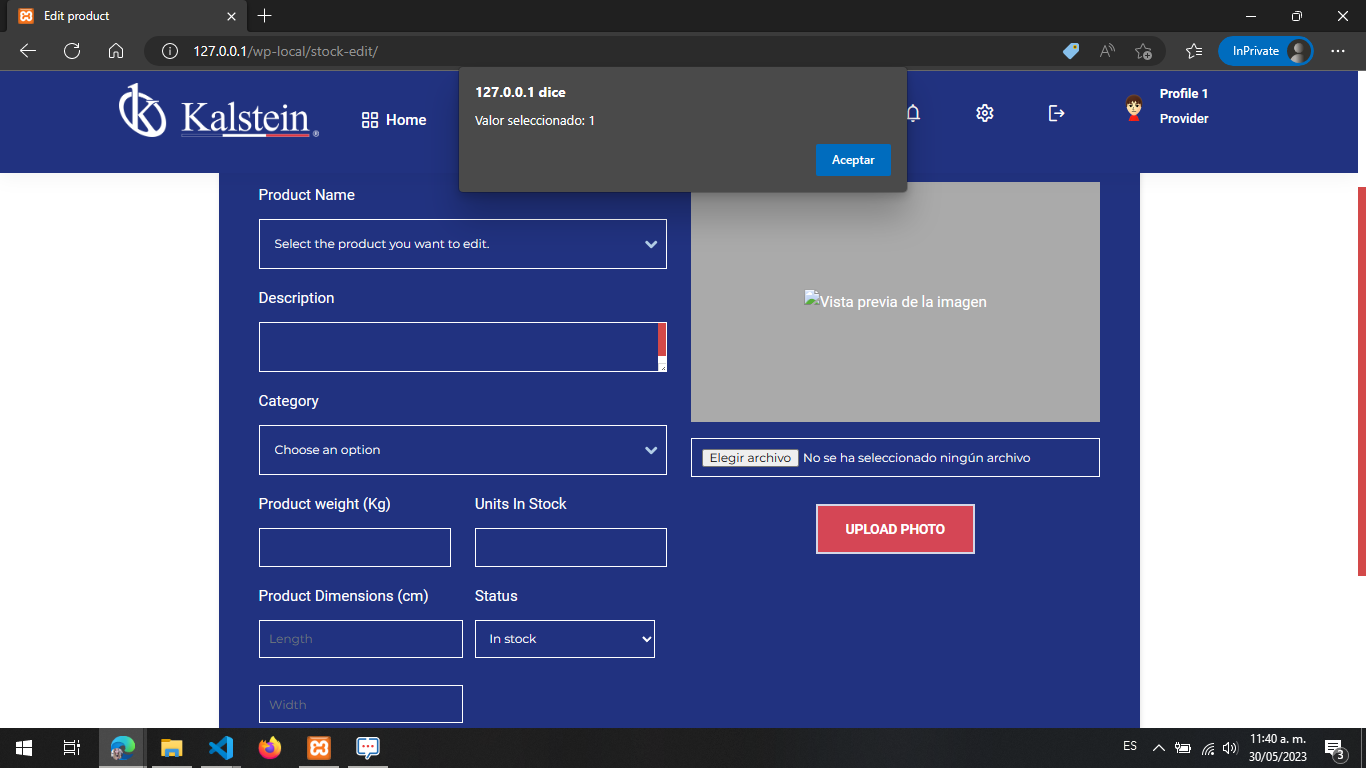 Edit product
127.0.0.1/wp-local/stock-edit/
InPrivate
Kalstein®
Home
127.0.0.1 dice
Valor seleccionado: 1
Aceptar
Profile 1
Provider
Product Name
Select the product you want to edit.
Description
Category
Choose an option
Product weight (Kg)
Units In Stock
Product Dimensions (cm)
Status
Length
In stock
Width
Vista previa de la imagen
Elegir archivo No se ha seleccionado ningún archivo
UPLOAD PHOTO
ES
11:40 a. m.
30/05/2023
3